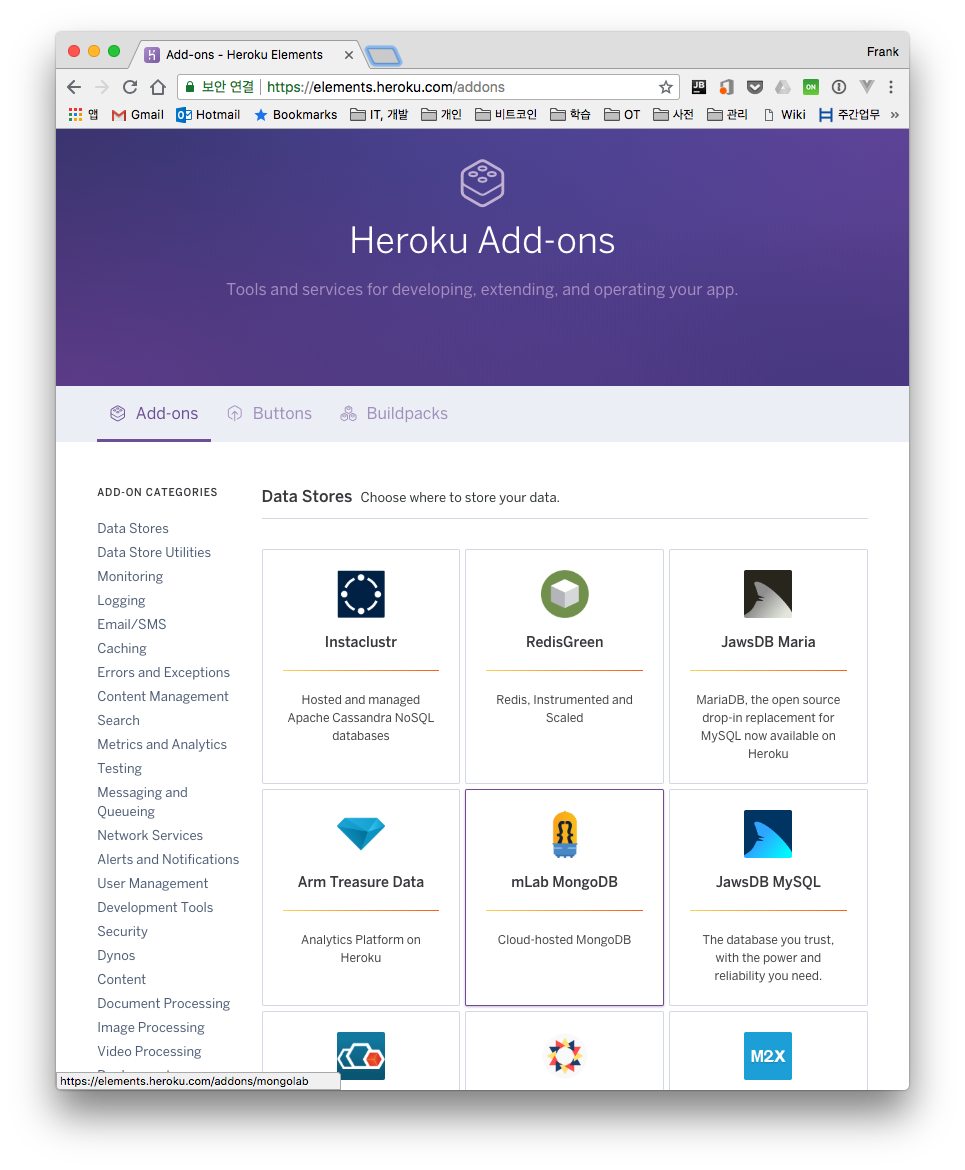 Add-ons - Heroku Elements
Frank
보안 연결 https://elements.heroku.com/addons
JB
ON
앱 Gmail Hotmail Bookmarks IT, 개발 개인 비트코인 학습 OT 사전 관리 Wiki 주간업무 »
Heroku Add-ons
Tools and services for developing, extending, and operating your app.
Add-ons Buttons Buildpacks
ADD-ON CATEGORIES
Data Stores
Data Store Utilities
Monitoring
Logging
Email/SMS
Caching
Errors and Exceptions
Content Management
Search
Metrics and Analytics
Testing
Messaging and
Queueing
Network Services
Alerts and Notifications
User Management
Development Tools
Security
Dynos
Content
Document Processing
Image Processing
Video Processing
Data Stores Choose where to store your data.
Instaclustr
Hosted and managed
Apache Cassandra NoSQL
databases
RedisGreen
Redis, Instrumented and
Scaled
JawsDB Maria
MariaDB, the open source
drop-in replacement for
MySQL now available on
Heroku
Arm Treasure Data
Analytics Platform on
Heroku
mLab MongoDB
Cloud-hosted MongoDB
JawsDB MySQL
The database you trust,
with the power and
reliability you need.
M2X
https://elements.heroku.com/addons/mongolab